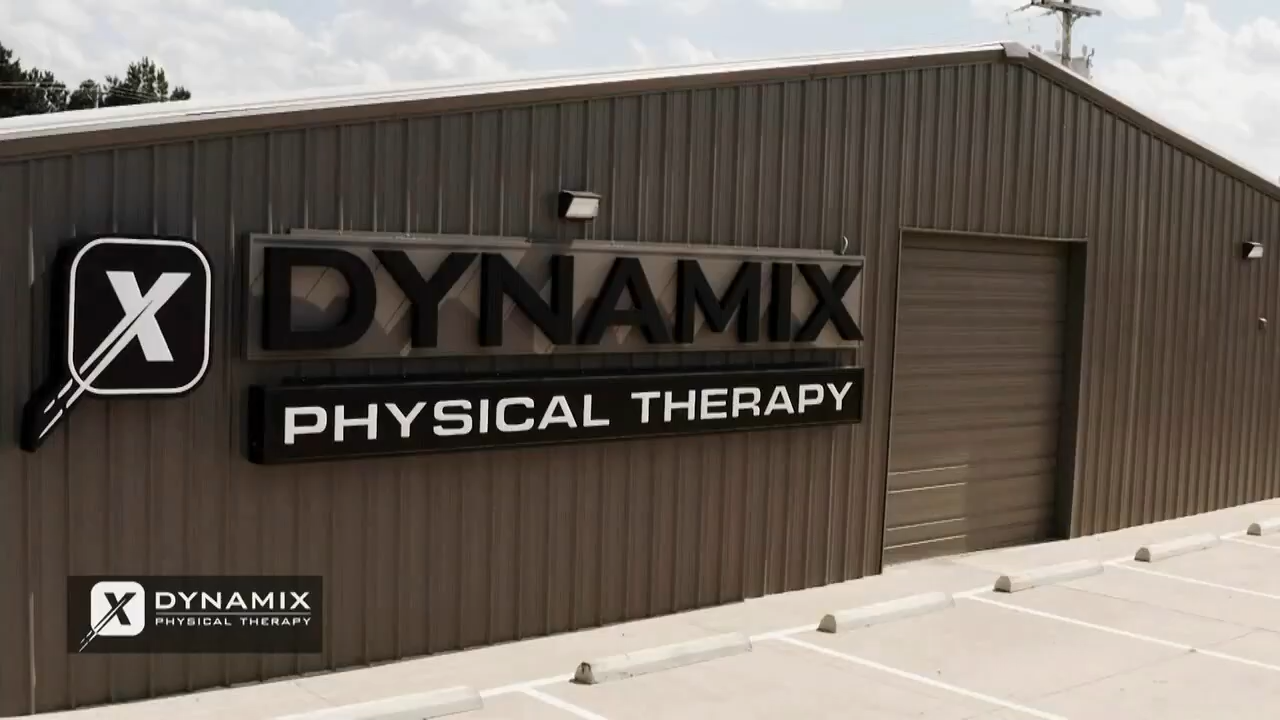 X
DYNAMIX
PHYSICAL THERAPY
X
DYNAMIX
PHYSICAL THERAPY